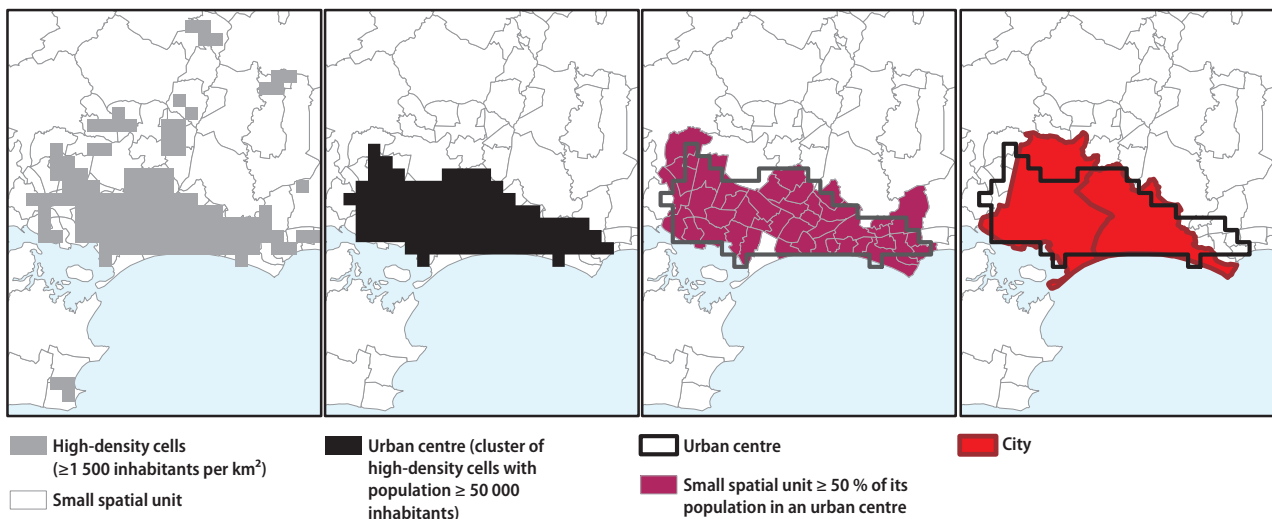 High-density cells
(≥1 500 inhabitants per km²)
Small spatial unit
Urban centre (cluster of
high-density cells with
population ≥ 50 000
inhabitants)
Urban centre
Small spatial unit ≥ 50 % of its
population in an urban centre
City